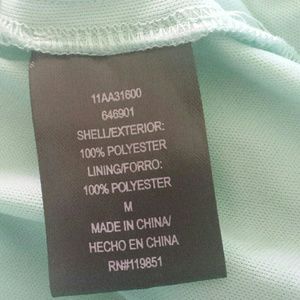 11AA31600
646901
SHELL/EXTERIOR:
100% POLYESTER
LINING/FORRO:
100% POLYESTER
M
MADE IN CHINA/
HECHO EN CHINA
RN#119851